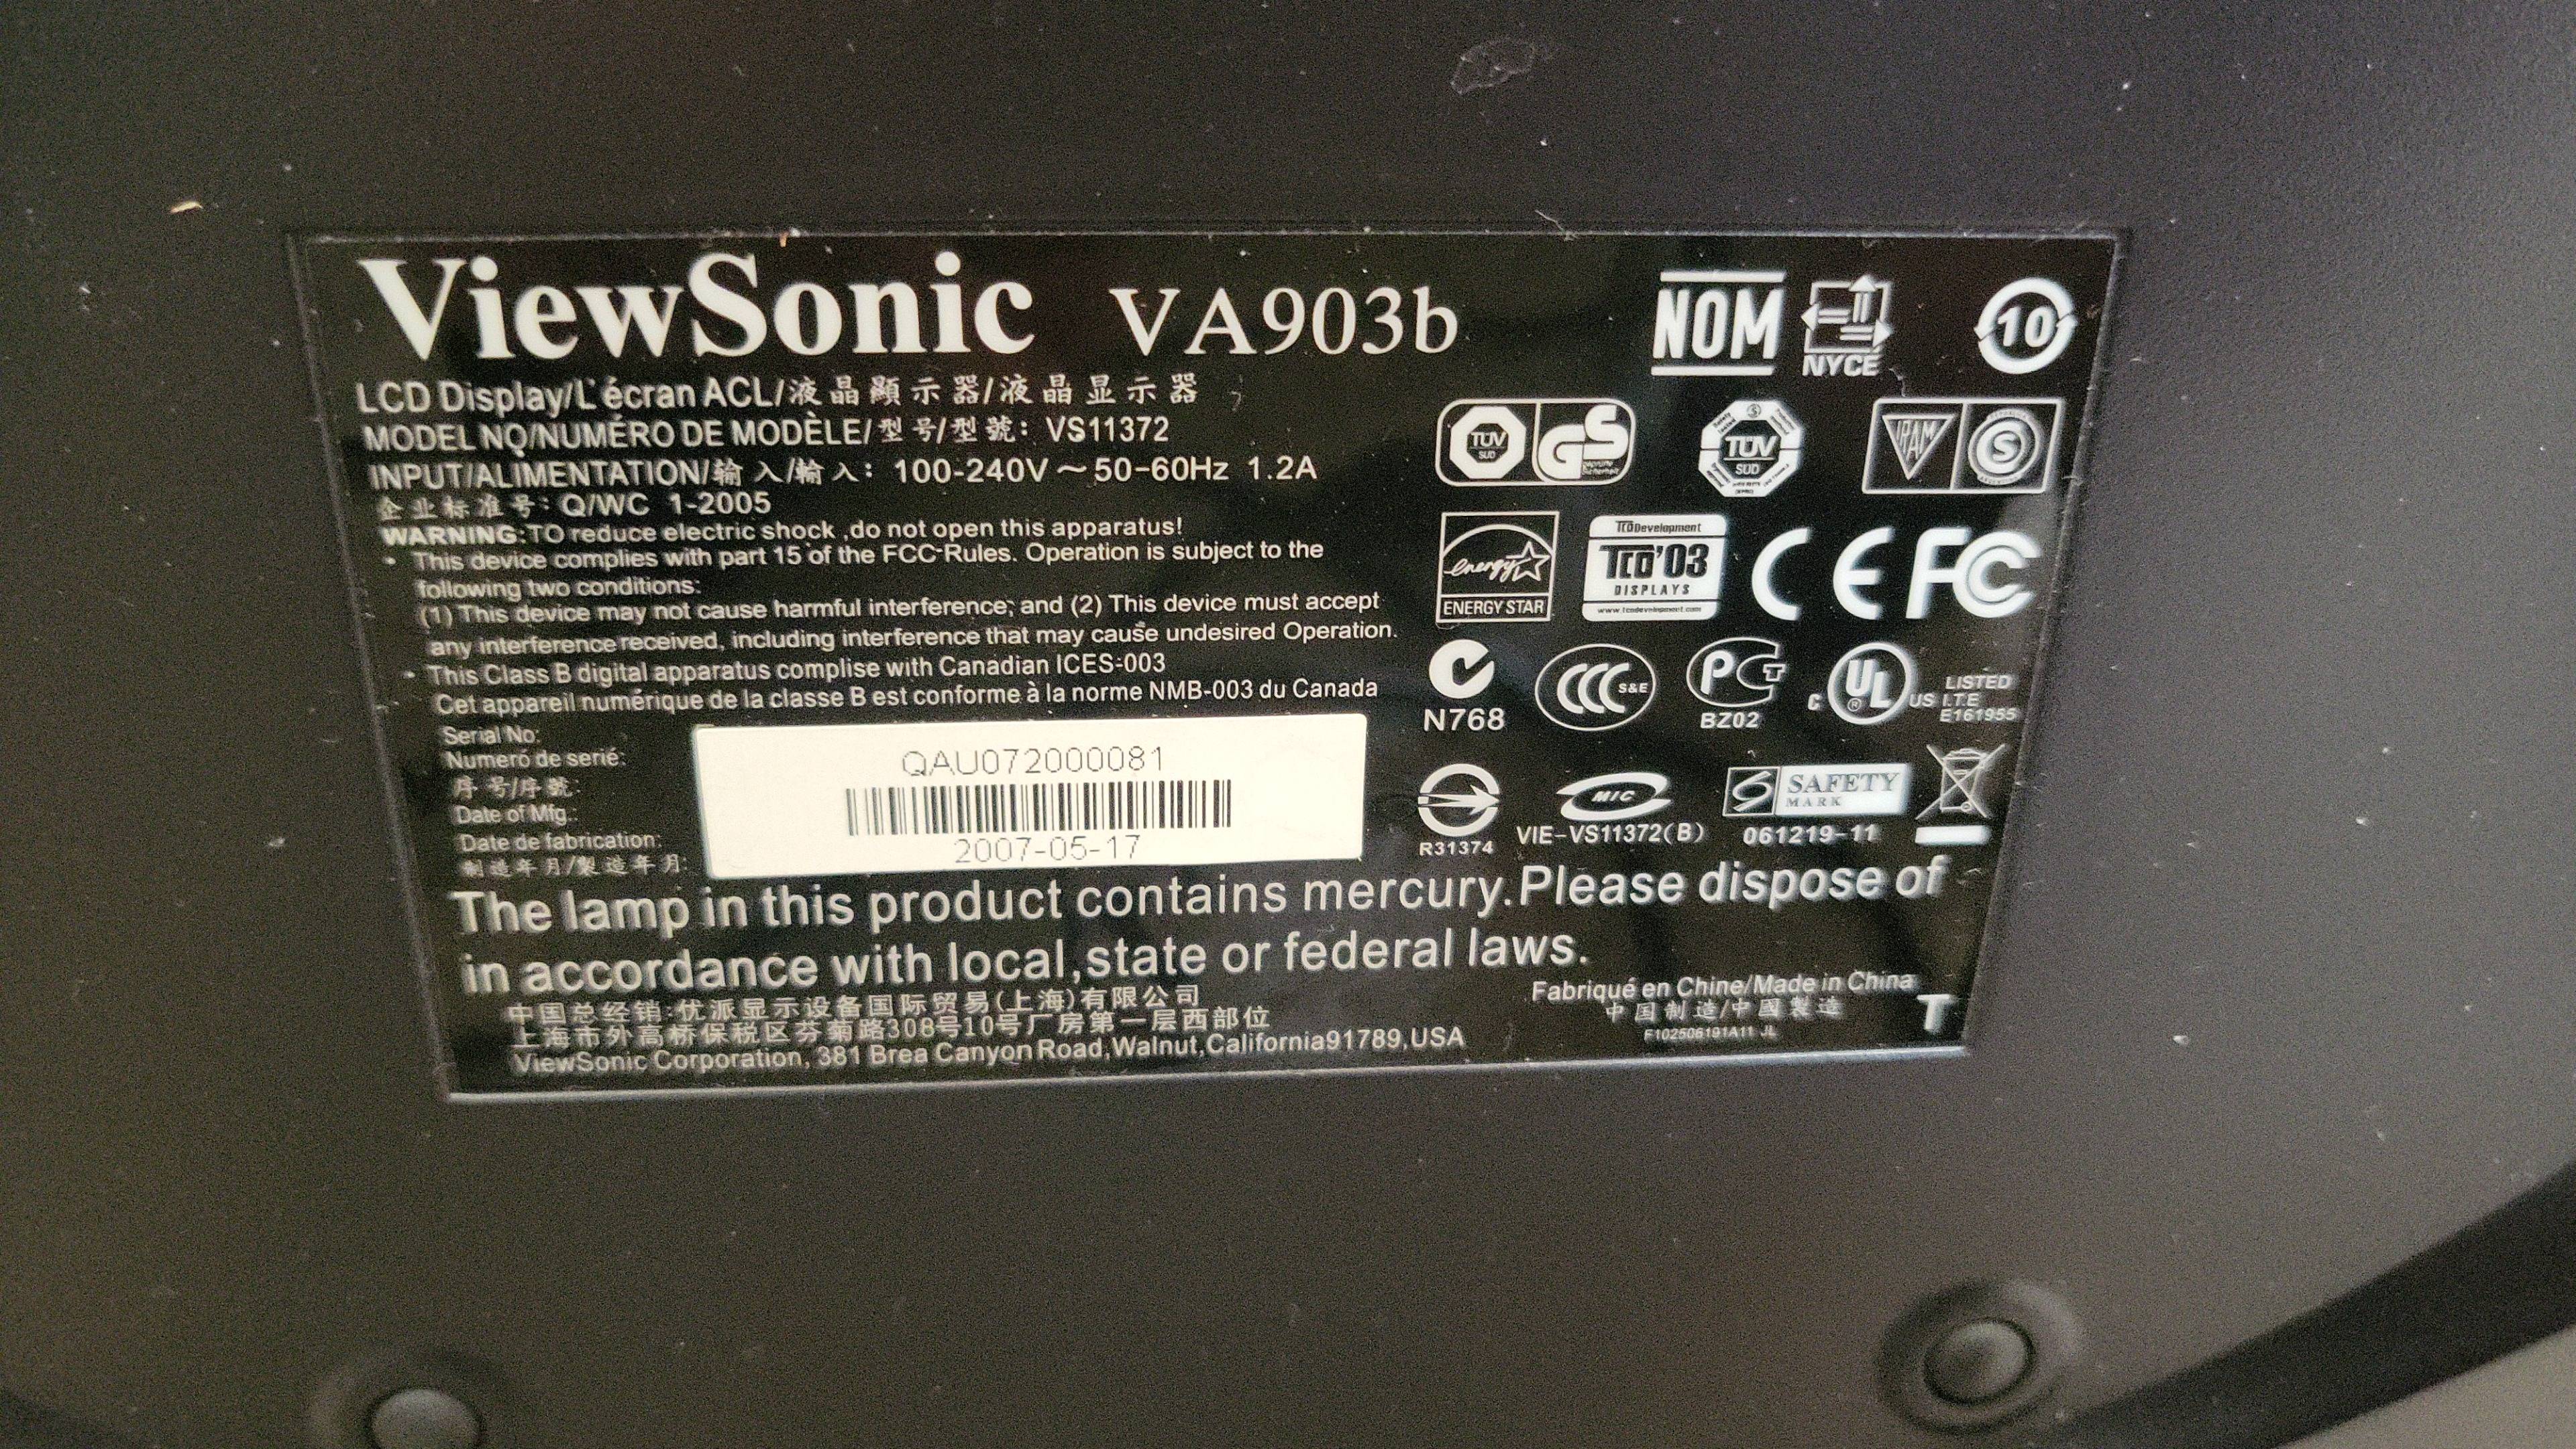 ViewSonic VA903b
NOM NYCE 10
LCD Display/L'écran ACL/液晶顯示器/液晶显示器
MODEL NO/NUMÉRO DE MODÈLE/型号/型號: VS11372
INPUT/ALIMENTATION/输入/輸入: 100-240V ~ 50-60Hz 1.2A
企业标准号: Q/WC 1-2005
WARNING:TO reduce electric shock ,do not open this apparatus!
• This device complies with part 15 of the FCC-Rules. Operation is subject to the
following two conditions:
(1) This device may not cause harmful interference; and (2) This device must accept
any interference received, including interference that may cause undesired Operation.
• This Class B digital apparatus complise with Canadian ICES-003
Cet appareil numérique de la classe B est conforme à la norme NMB-003 du Canada
TÜV SÜD GS geprüfte Sicherheit
TÜV SÜD
IRAM S
energy ENERGY STAR
TCO Development
TCO'03
DISPLAYS
www.tcodevelopment.com
CE FC
N768
CCC S&E
PCT BZ02
C UL ® US LISTED
I.T.E
E161955
Serial No:
Numeró de serié:
序号/序號:
Date of Mfg.:
Date de fabrication:
制造年月/製造年月:
QAU072000081
2007-05-17
R31374
MIC
VIE-VS11372(B)
S SAFETY
MARK
061219-11
The lamp in this product contains mercury.Please dispose of
in accordance with local,state or federal laws.
中国总经销:优派显示设备国际贸易(上海)有限公司
上海市外高桥保税区芬菊路308号10号厂房第一层西部位
ViewSonic Corporation, 381 Brea Canyon Road,Walnut,California91789,USA
Fabriqué en Chine/Made in China
中国制造/中國製造
F102506191A11 JL
T